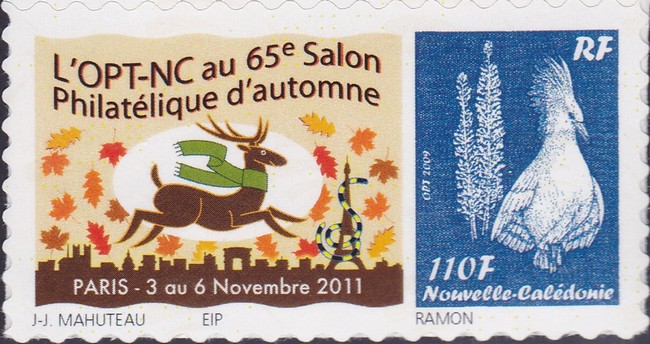 L'OPT-NC au 65e Salon
Philatélique d'automne
PARIS - 3 au 6 Novembre 2011
J-J. MAHUTEAU EIP
RF
OPT 2009
110F
Nouvelle-Calédonie
RAMON